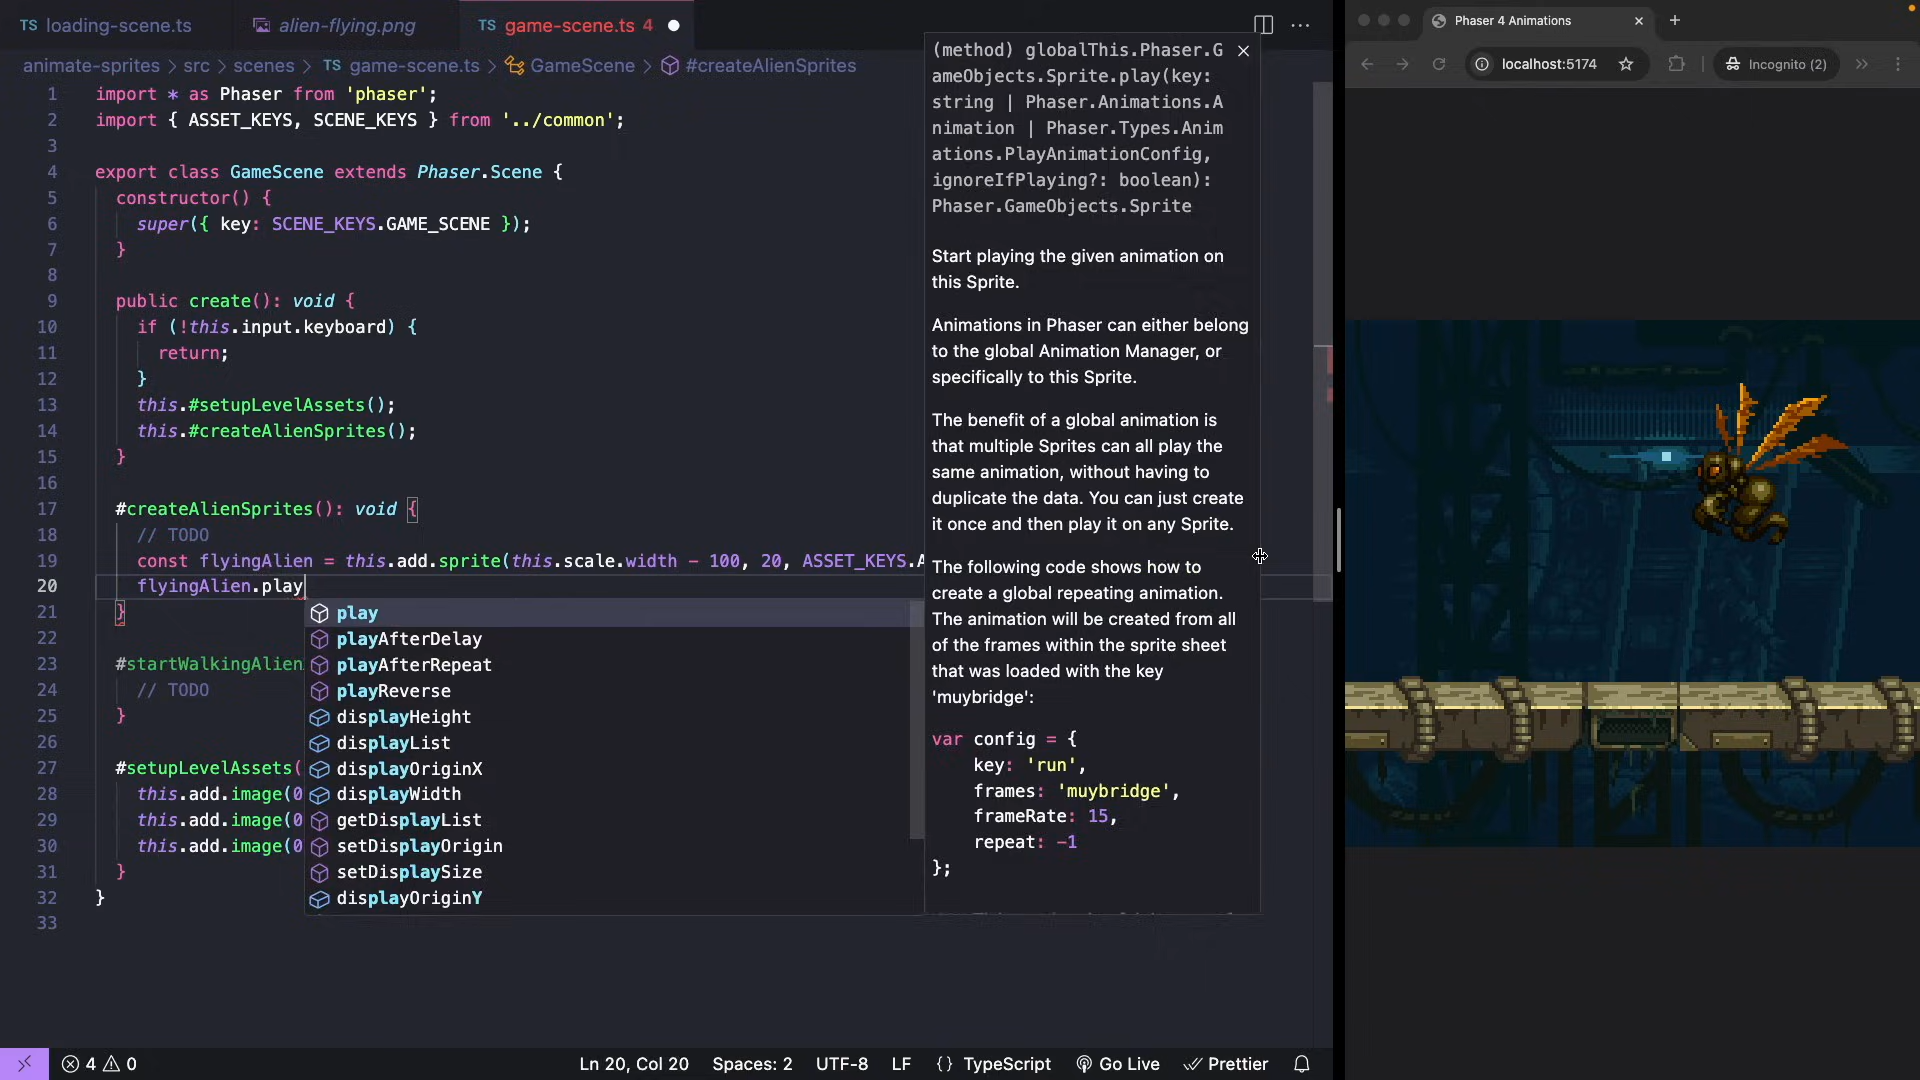 TS loading-scene.ts
alien-flying.png
TS game-scene.ts 4
animate-sprites > src > scenes > TS game-scene.ts > GameScene > #createAlienSprites
1 import * as Phaser from 'phaser';
2 import { ASSET_KEYS, SCENE_KEYS } from '../common';
3
4 export class GameScene extends Phaser.Scene {
5 constructor() {
6 super({ key: SCENE_KEYS.GAME_SCENE });
7 }
8
9 public create(): void {
10 if (!this.input.keyboard) {
11 return;
12 }
13 this.#setupLevelAssets();
14 this.#createAlienSprites();
15 }
16
17 #createAlienSprites(): void {
18 // TODO
19 const flyingAlien = this.add.sprite(this.scale.width - 100, 20, ASSET_KEYS.A
20 flyingAlien.play
21 }
22
23 #startWalkingAlien
24 // TODO
25 }
26
27 #setupLevelAssets(
28 this.add.image(0
29 this.add.image(0
30 this.add.image(0
31 }
32 }
33
play
playAfterDelay
playAfterRepeat
playReverse
displayHeight
displayList
displayOriginX
displayWidth
getDisplayList
setDisplayOrigin
setDisplaySize
displayOriginY
(method) globalThis.Phaser.G
ameObjects.Sprite.play(key:
string | Phaser.Animations.A
nimation | Phaser.Types.Anim
ations.PlayAnimationConfig,
ignoreIfPlaying?: boolean):
Phaser.GameObjects.Sprite
Start playing the given animation on
this Sprite.
Animations in Phaser can either belong
to the global Animation Manager, or
specifically to this Sprite.
The benefit of a global animation is
that multiple Sprites can all play the
same animation, without having to
duplicate the data. You can just create
it once and then play it on any Sprite.
The following code shows how to
create a global repeating animation.
The animation will be created from all
of the frames within the sprite sheet
that was loaded with the key
'muybridge':
var config = {
key: 'run',
frames: 'muybridge',
frameRate: 15,
repeat: -1
};
4 0
Ln 20, Col 20
Spaces: 2
UTF-8
LF
{} TypeScript
Go Live
Prettier
Phaser 4 Animations
localhost:5174
Incognito (2)